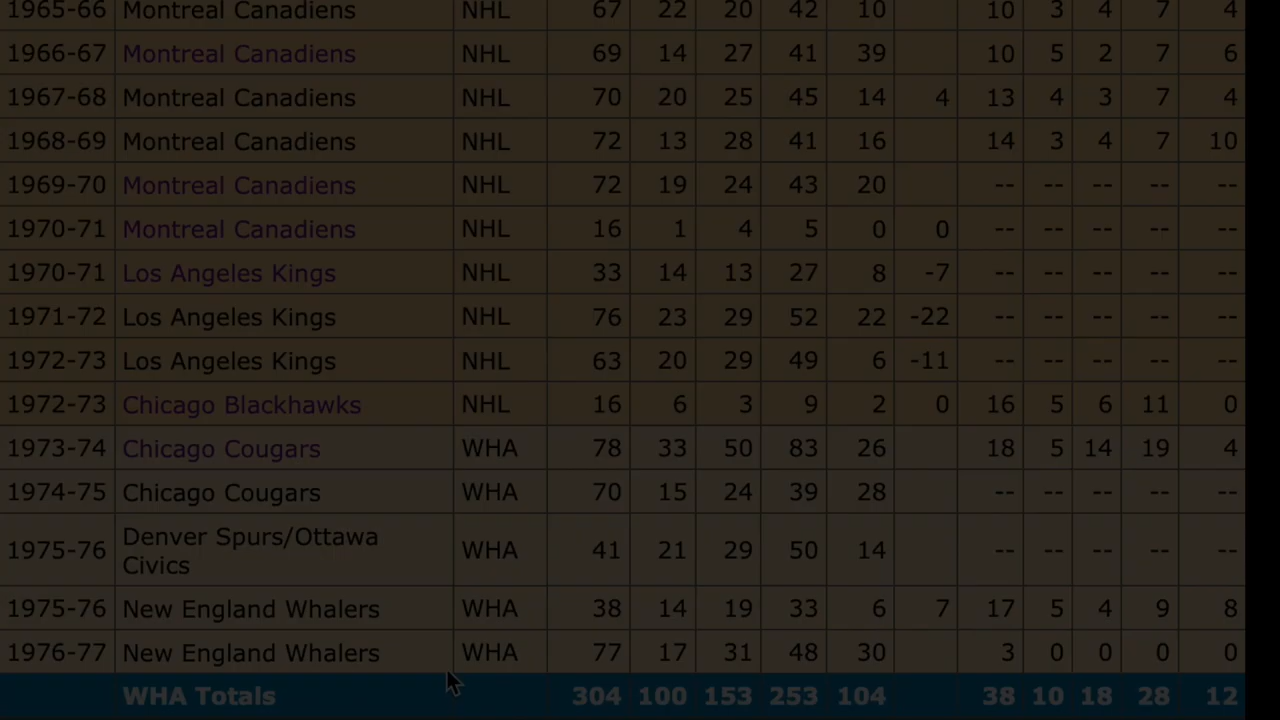 1965-66 Montreal Canadiens NHL 67 22 20 42 10 10 3 4 7 4
1966-67 Montreal Canadiens NHL 69 14 27 41 39 10 5 2 7 6
1967-68 Montreal Canadiens NHL 70 20 25 45 14 4 13 4 3 7 4
1968-69 Montreal Canadiens NHL 72 13 28 41 16 14 3 4 7 10
1969-70 Montreal Canadiens NHL 72 19 24 43 20 -- -- -- -- --
1970-71 Montreal Canadiens NHL 16 1 4 5 0 0 -- -- -- -- --
1970-71 Los Angeles Kings NHL 33 14 13 27 8 -7 -- -- -- -- --
1971-72 Los Angeles Kings NHL 76 23 29 52 22 -22 -- -- -- -- --
1972-73 Los Angeles Kings NHL 63 20 29 49 6 -11 -- -- -- -- --
1972-73 Chicago Blackhawks NHL 16 6 3 9 2 0 16 5 6 11 0
1973-74 Chicago Cougars WHA 78 33 50 83 26 18 5 14 19 4
1974-75 Chicago Cougars WHA 70 15 24 39 28 -- -- -- -- --
1975-76 Denver Spurs/Ottawa
Civics WHA 41 21 29 50 14 -- -- -- -- --
1975-76 New England Whalers WHA 38 14 19 33 6 7 17 5 4 9 8
1976-77 New England Whalers WHA 77 17 31 48 30 3 0 0 0 0
WHA Totals 304 100 153 253 104 38 10 18 28 12